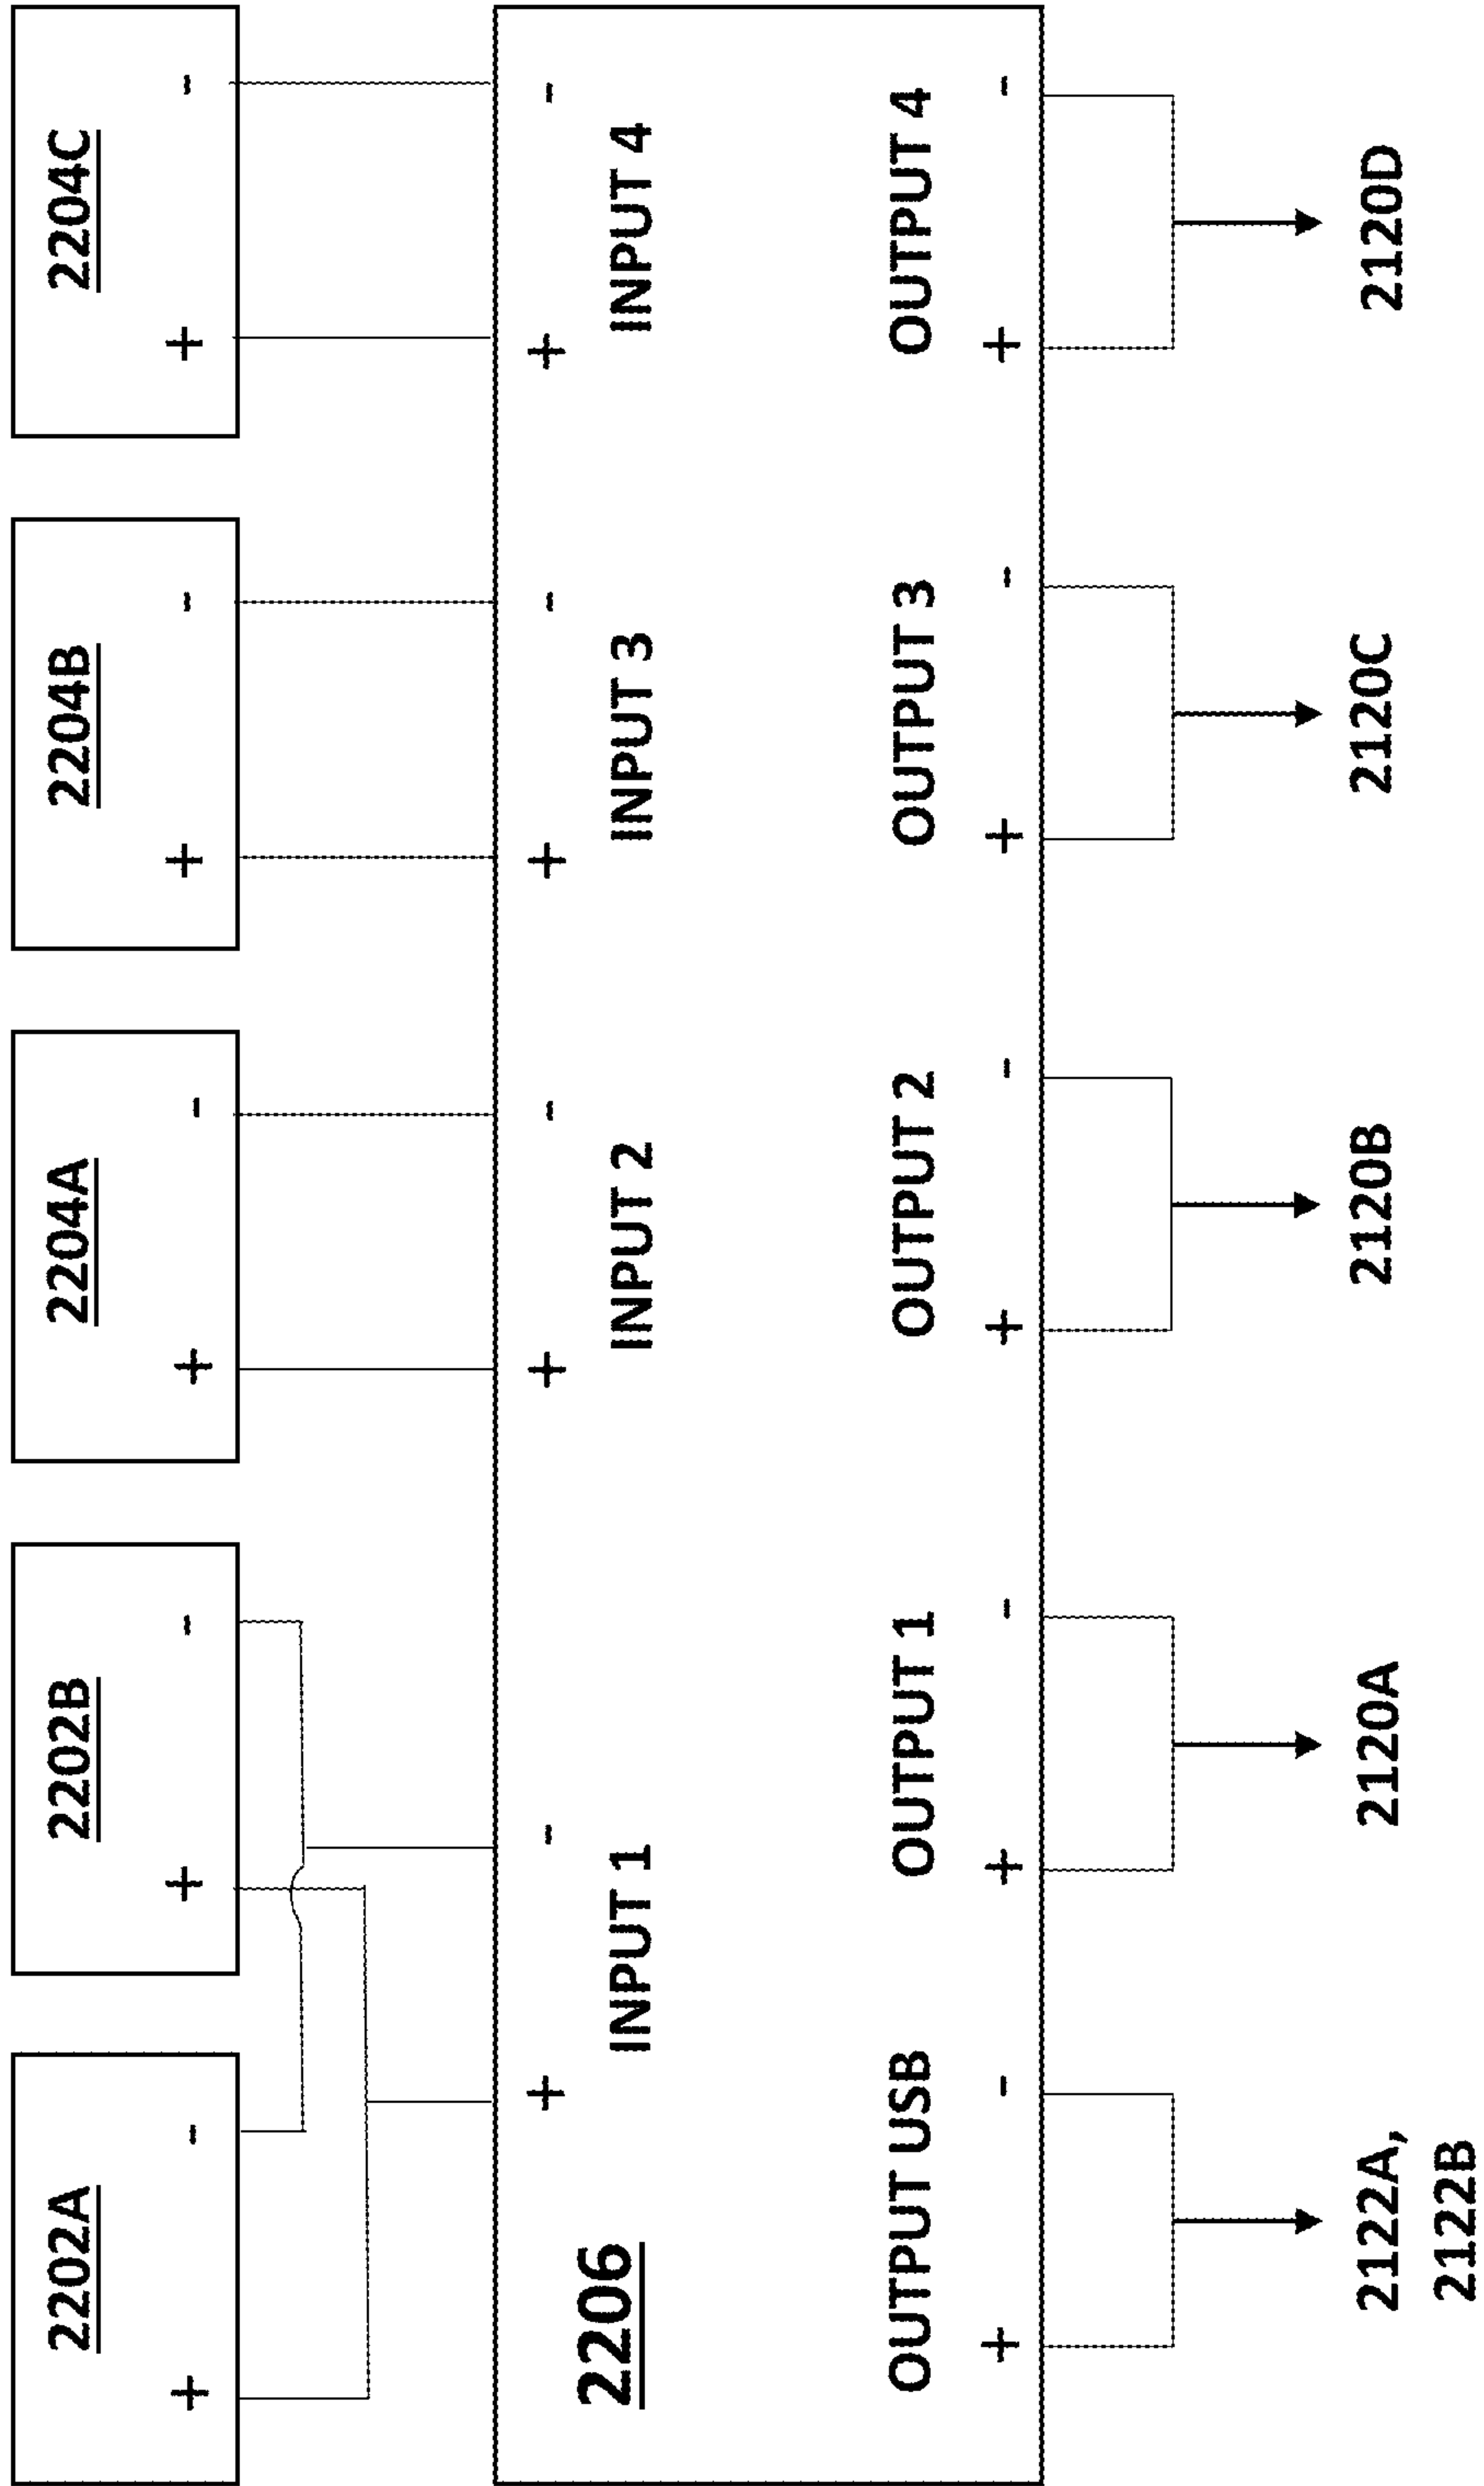 2202A 2202B 2204A 2204B 2204C
+ - + - + - + - + -
+ - + - + - + -
INPUT 1 INPUT 2 INPUT 3 INPUT 4
2206
OUTPUT USB OUTPUT 1 OUTPUT 2 OUTPUT 3 OUTPUT 4
+ - + - + - + - + -
2122A, 2120A 2120B 2120C 2120D
2122B